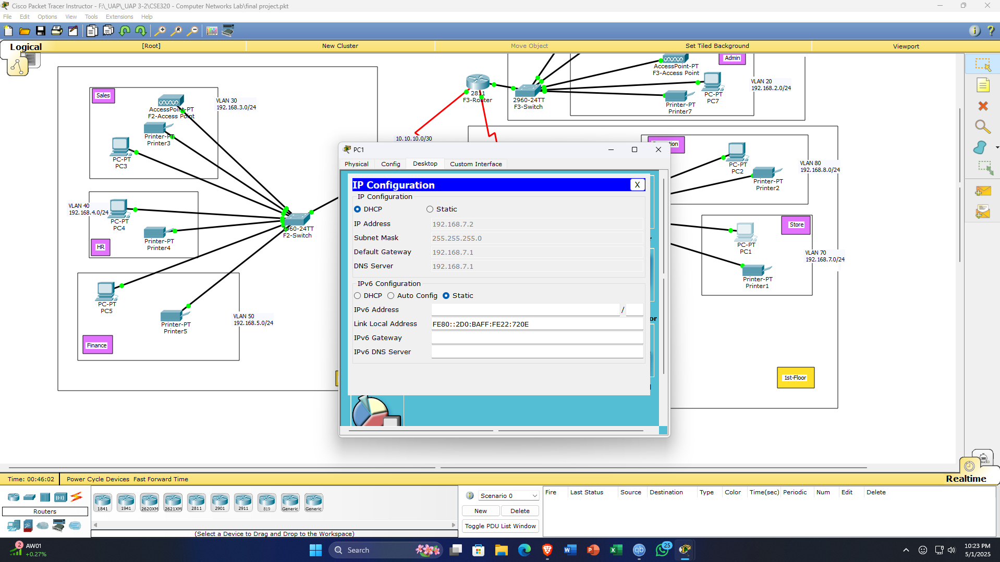 Cisco Packet Tracer Instructor - F:\_UAP\_UAP 3-2\CSE320 - Computer Networks Lab\final project.pkt
File Edit Options View Tools Extensions Help
Logical [Root] New Cluster Move Object Set Tiled Background Viewport
Sales
AccessPoint-PT
F2-Access Point
VLAN 30
192.168.3.0/24
Printer-PT
Printer3
PC-PT
PC3
VLAN 40
192.168.4.0/24
PC-PT
PC4
Printer-PT
Printer4
HR
2960-24TT
F2-Switch
PC-PT
PC5
Printer-PT
Printer5
VLAN 50
192.168.5.0/24
Finance
2811
F3-Router
2960-24TT
F3-Switch
10.10.10.0/30
AccessPoint-PT
F3-Access Point
Admin
PC-PT
PC7
Printer-PT
Printer7
VLAN 20
192.168.2.0/24
PC-PT
PC2
Printer-PT
Printer2
VLAN 80
192.168.8.0/24
Store
PC-PT
PC1
Printer-PT
Printer1
VLAN 70
192.168.7.0/24
1st-Floor
PC1
Physical Config Desktop Custom Interface
IP Configuration X
IP Configuration
DHCP Static
IP Address 192.168.7.2
Subnet Mask 255.255.255.0
Default Gateway 192.168.7.1
DNS Server 192.168.7.1
IPv6 Configuration
DHCP Auto Config Static
IPv6 Address /
Link Local Address FE80::2D0:BAFF:FE22:720E
IPv6 Gateway
IPv6 DNS Server
Time: 00:46:02 Power Cycle Devices Fast Forward Time
Realtime
Routers
1841 1941 2620XM 2621XM 2811 2901 2911 819 Generic Generic
(Select a Device to Drag and Drop to the Workspace)
Scenario 0
New Delete
Toggle PDU List Window
Fire Last Status Source Destination Type Color Time(sec) Periodic Num Edit Delete
2
AW01
+0.27%
Search
25
10:23 PM
5/1/2025